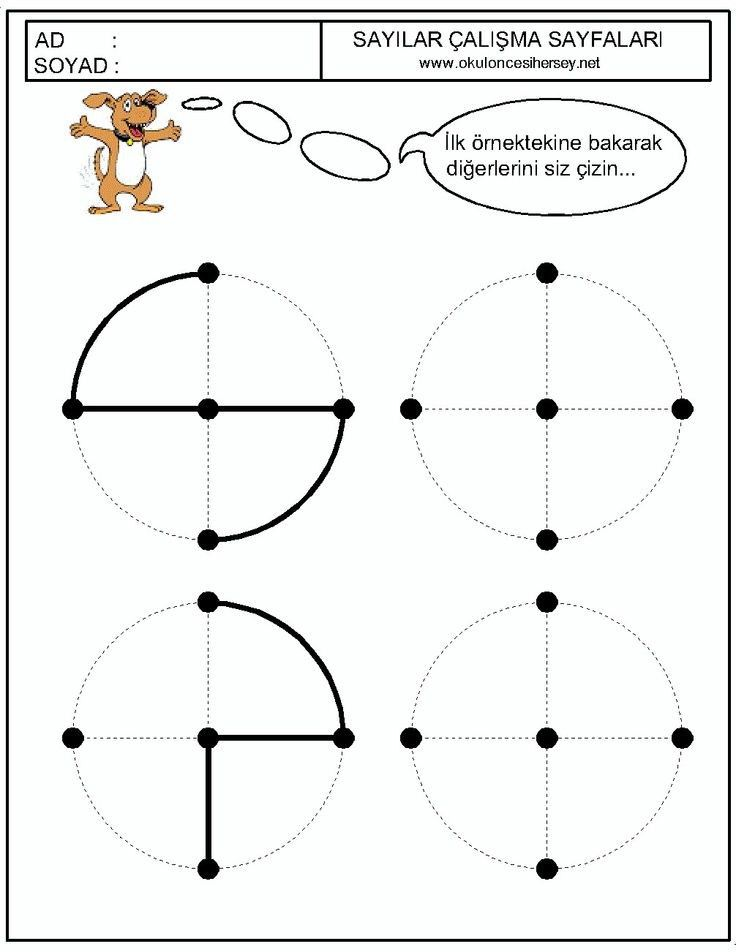 AD :
SOYAD :
SAYILAR ÇALIŞMA SAYFALARI
www.okuloncesihersey.net
İlk örnektekine bakarak
diğerlerini siz çizin...